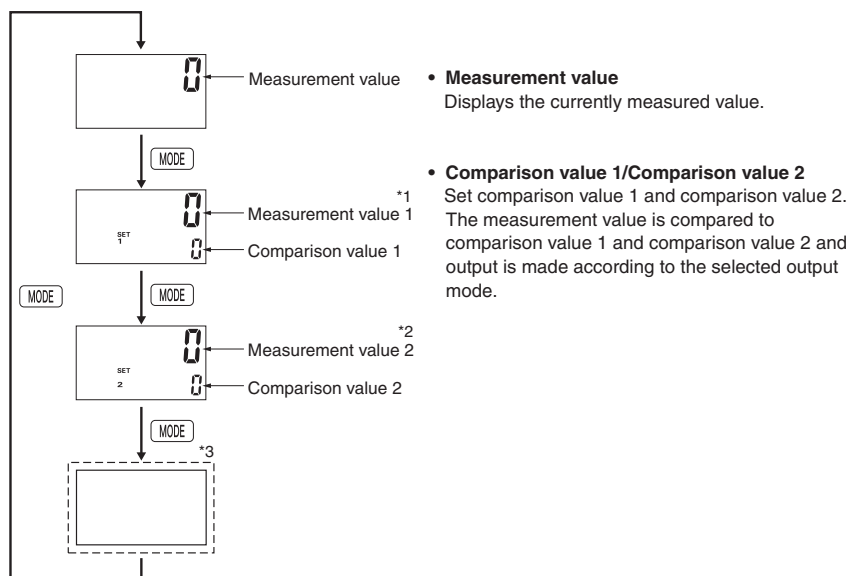 0
Measurement value
MODE
*1
0
Measurement value 1
SET
1
0
Comparison value 1
MODE
MODE
*2
0
Measurement value 2
SET
2
0
Comparison value 2
MODE
*3
• Measurement value
Displays the currently measured value.
• Comparison value 1/Comparison value 2
Set comparison value 1 and comparison value 2.
The measurement value is compared to
comparison value 1 and comparison value 2 and
output is made according to the selected output
mode.